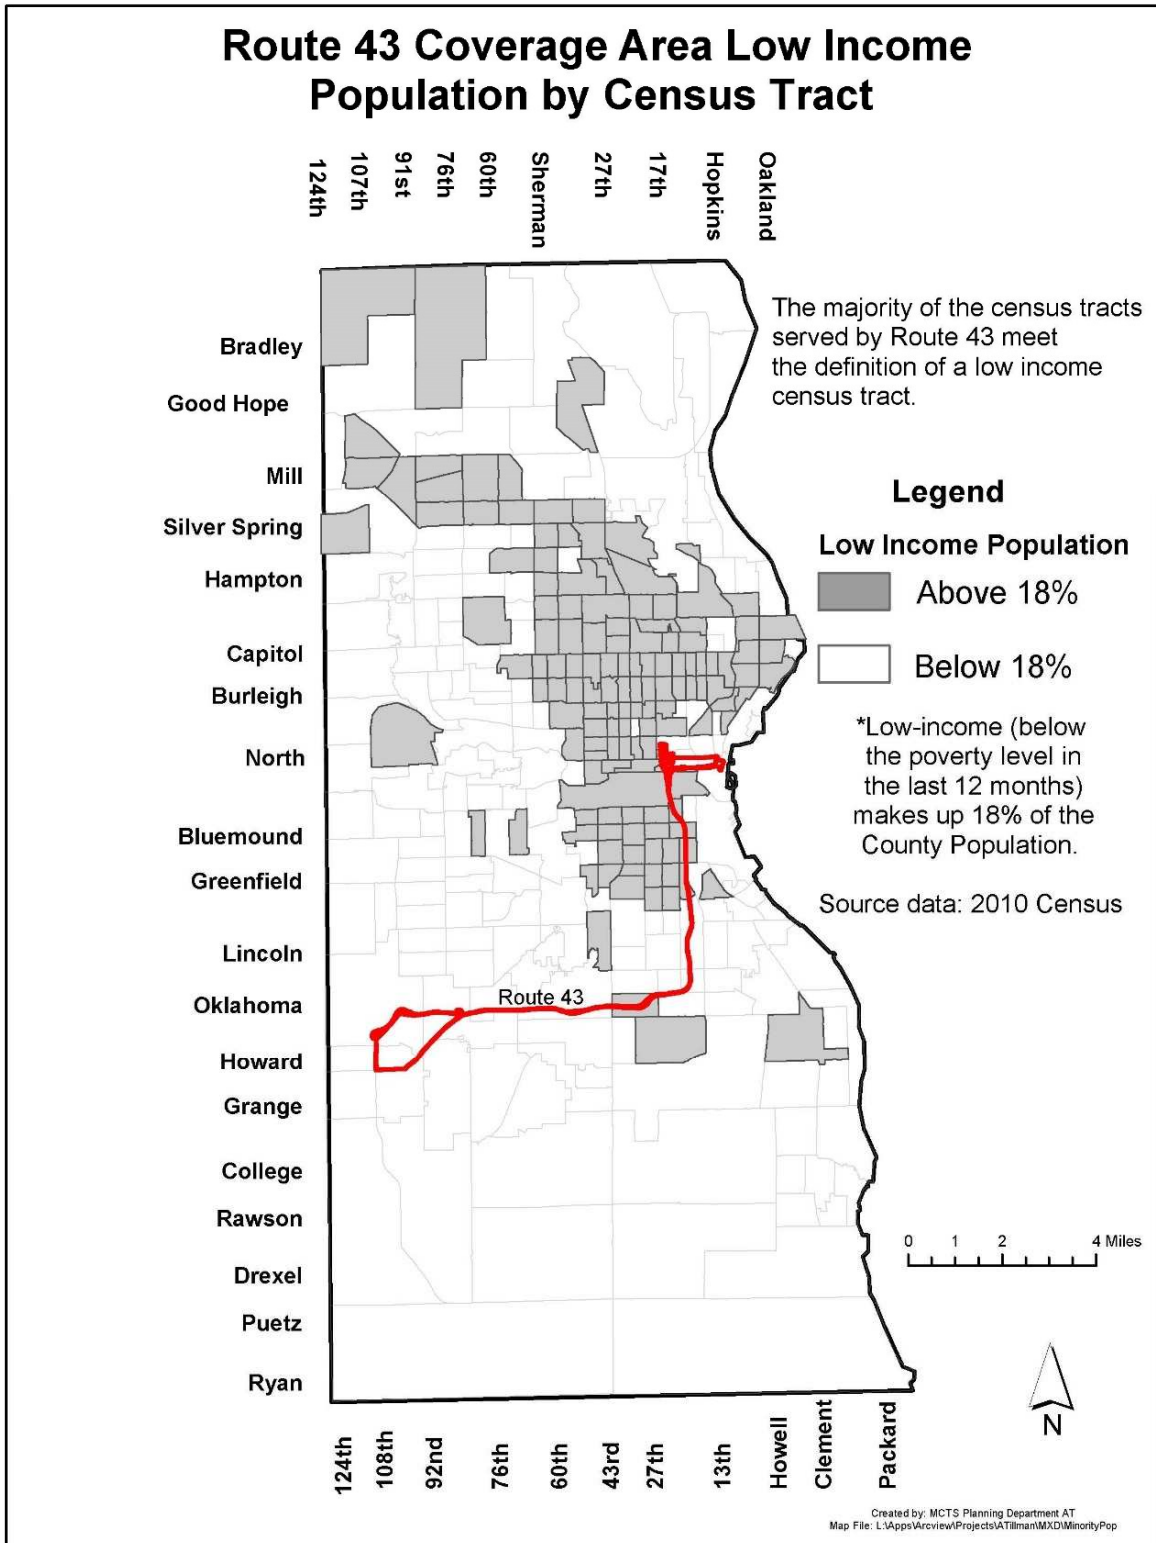 Route 43 Coverage Area Low Income
Population by Census Tract
124th
107th
91st
76th
60th
Sherman
27th
17th
Hopkins
Oakland
The majority of the census tracts
served by Route 43 meet
the definition of a low income
census tract.
Bradley
Good Hope
Mill
Silver Spring
Hampton
Capitol
Burleigh
North
Bluemound
Greenfield
Lincoln
Oklahoma
Howard
Grange
College
Rawson
Drexel
Puetz
Ryan
Legend
Low Income Population
Above 18%
Below 18%
*Low-income (below
the poverty level in
the last 12 months)
makes up 18% of the
County Population.
Source data: 2010 Census
Route 43
0 1 2 4 Miles
N
124th
108th
92nd
76th
60th
43rd
27th
13th
Howell
Clement
Packard
Created by: MCTS Planning Department AT
Map File: L:\Apps\Arcview\Projects\ATillman\MXD\MinorityPop